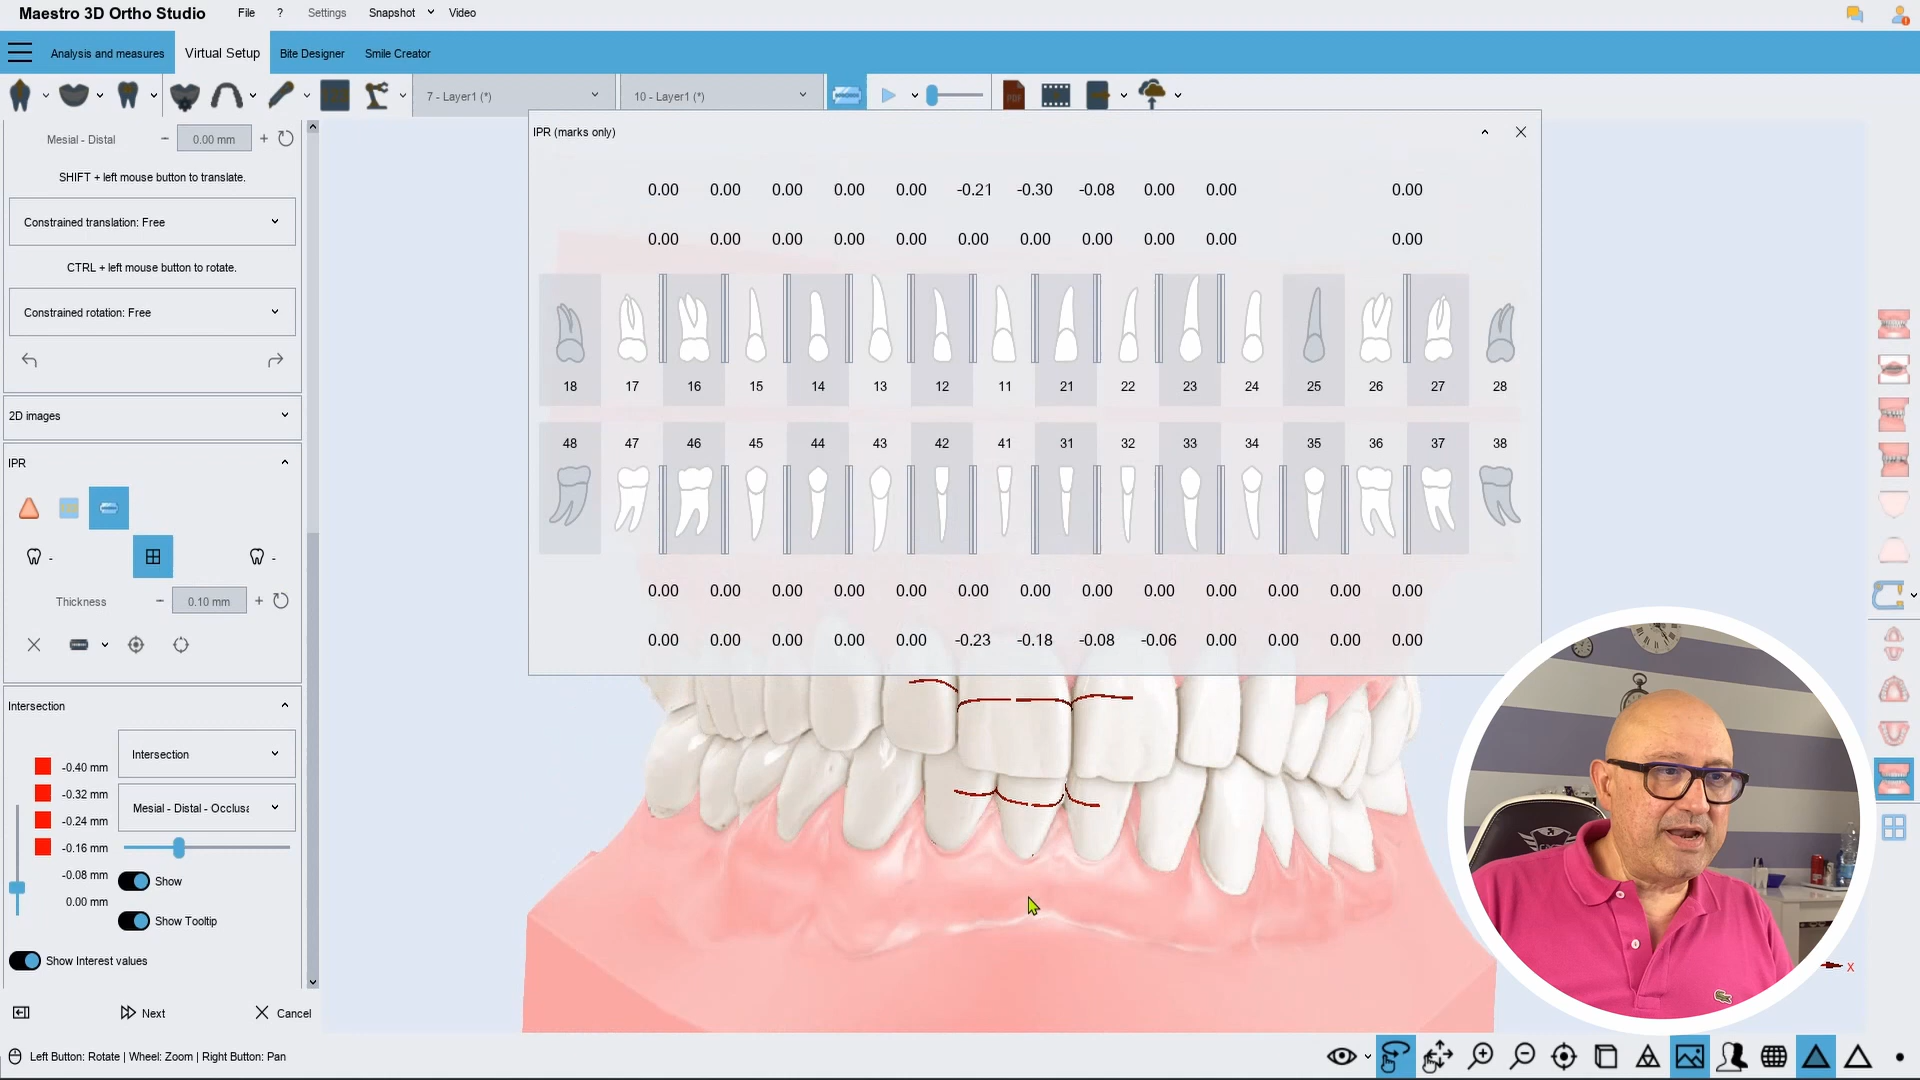 Maestro 3D Ortho Studio File ? Settings Snapshot Video
Analysis and measures Virtual Setup Bite Designer Smile Creator
7 - Layer1 (*) 10 - Layer1 (*)
PDF
IPR (marks only)
Mesial - Distal - 0.00 mm +
SHIFT + left mouse button to translate.
Constrained translation: Free
CTRL + left mouse button to rotate.
Constrained rotation: Free
2D images
IPR
Thickness - 0.10 mm +
Intersection
Intersection
Mesial - Distal - Occlusa
-0.40 mm
-0.32 mm
-0.24 mm
-0.16 mm
-0.08 mm
0.00 mm
Show
Show Tooltip
Show Interest values
Next Cancel
Left Button: Rotate | Wheel: Zoom | Right Button: Pan
0.00 0.00 0.00 0.00 0.00 -0.21 -0.30 -0.08 0.00 0.00 0.00
0.00 0.00 0.00 0.00 0.00 0.00 0.00 0.00 0.00 0.00 0.00
18 17 16 15 14 13 12 11 21 22 23 24 25 26 27 28
48 47 46 45 44 43 42 41 31 32 33 34 35 36 37 38
0.00 0.00 0.00 0.00 0.00 0.00 0.00 0.00 0.00 0.00 0.00 0.00 0.00
0.00 0.00 0.00 0.00 0.00 -0.23 -0.18 -0.08 -0.06 0.00 0.00 0.00 0.00
X